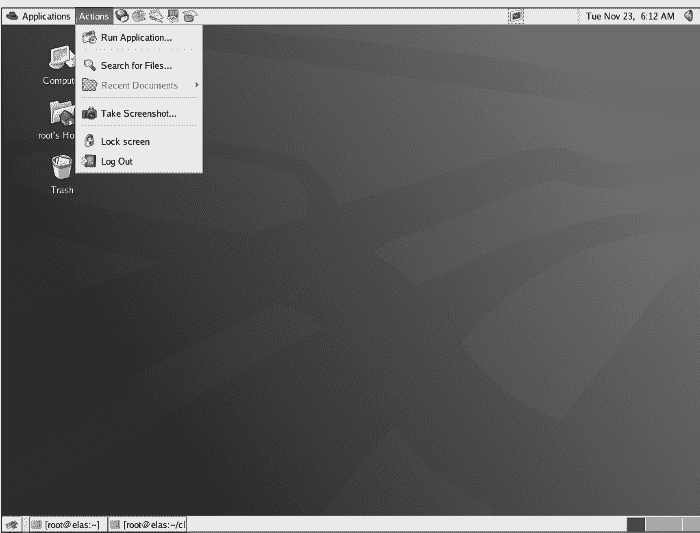 Applications Actions Tue Nov 23, 6:12 AM
Run Application...
Search for Files...
Recent Documents
Take Screenshot...
Lock screen
Log Out
Comput
root's Ho
Trash
[root@elas:~] [root@elas:~/cl